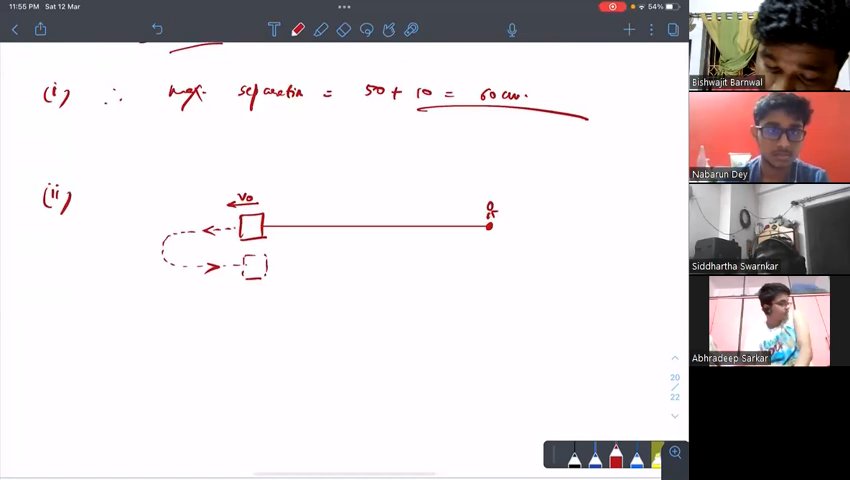 11:55 PM Sat 12 Mar
54%
(i) ∴ max. separation = 50 + 10 = 60 cm.
(ii)
v₀
20
/
22
Bishwajit Barnwal
Nabarun Dey
Siddhartha Swarnkar
Abhradeep Sarkar